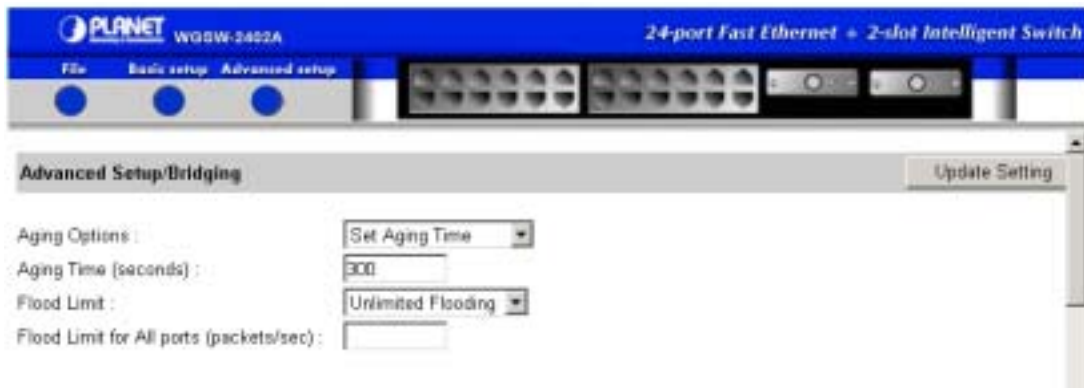 PLANET WGSW-2402A 24-port Fast Ethernet + 2-slot Intelligent Switch
File Basic setup Advanced setup
Advanced Setup/Bridging Update Setting
Aging Options : Set Aging Time
Aging Time (seconds) : 300
Flood Limit : Unlimited Flooding
Flood Limit for All ports (packets/sec) :